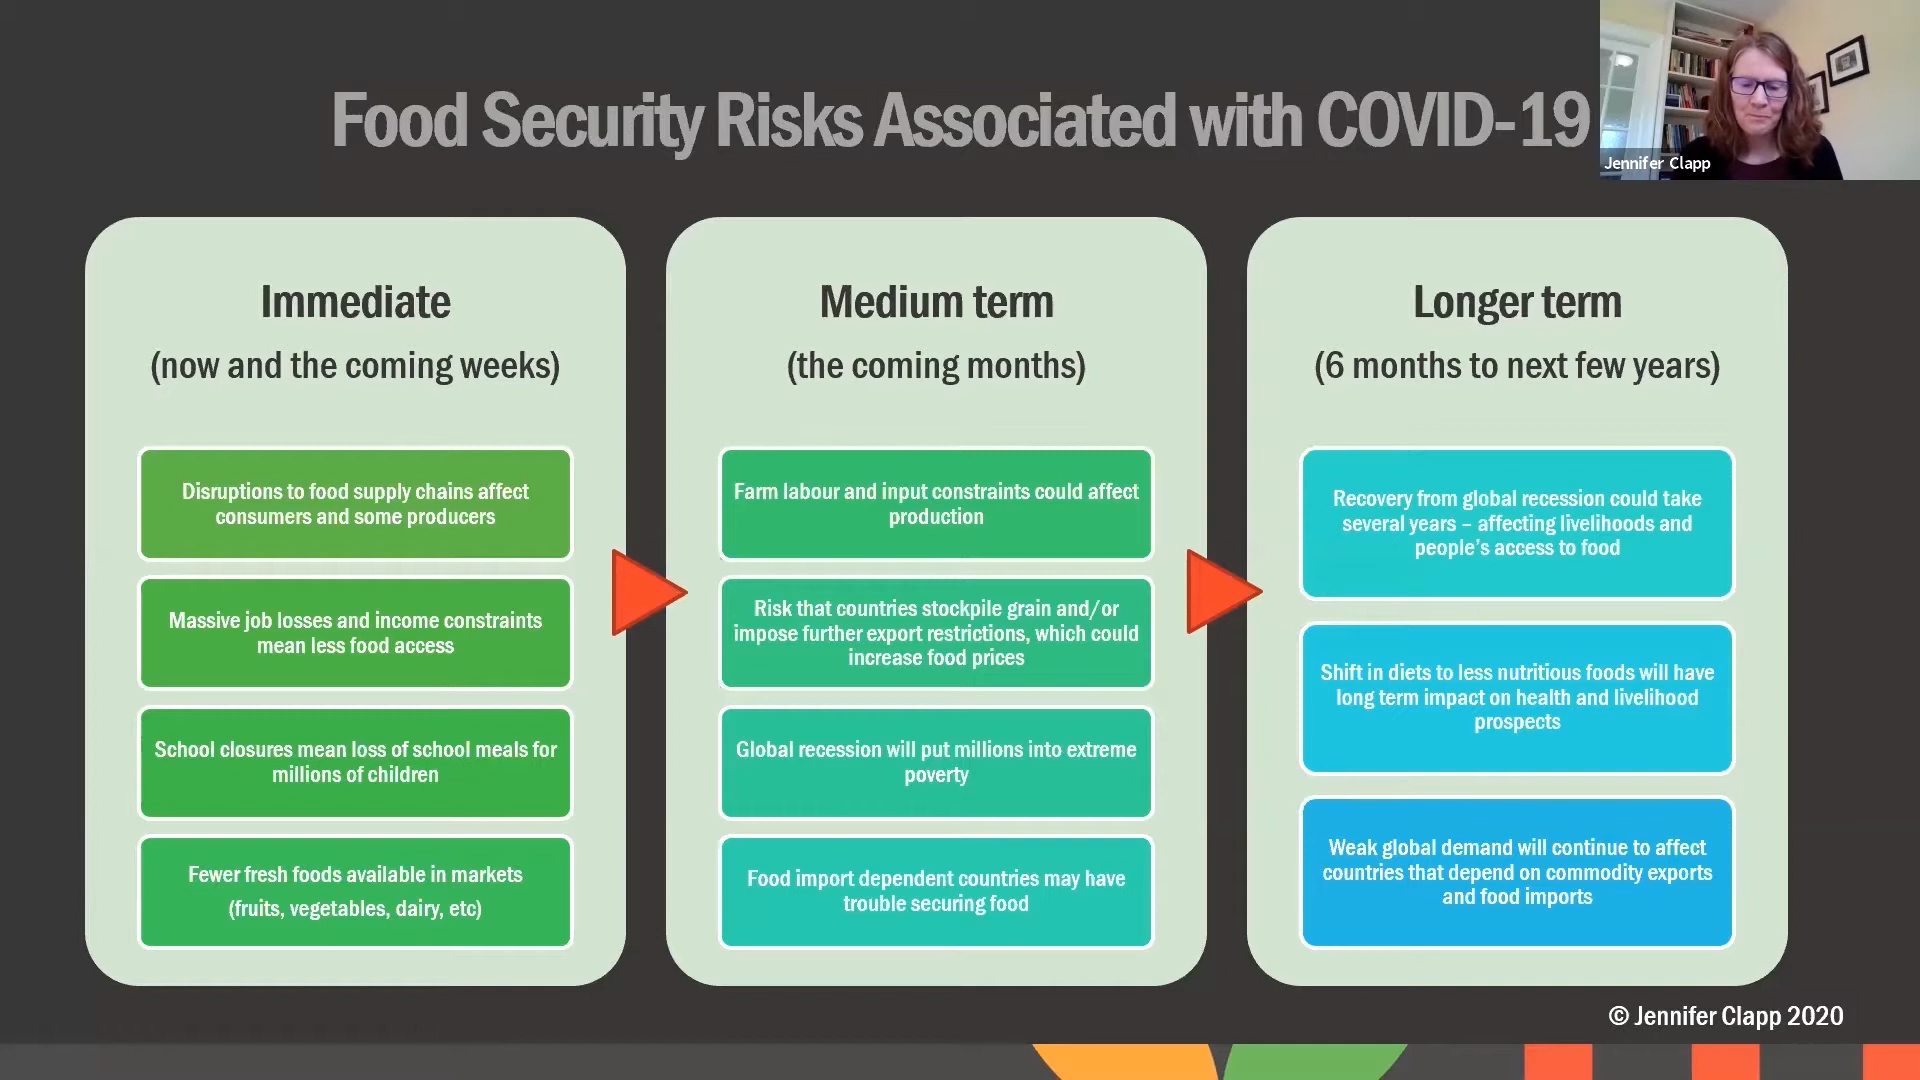 Food Security Risks Associated with COVID-19
Jennifer Clapp
Immediate
(now and the coming weeks)
Disruptions to food supply chains affect
consumers and some producers
Massive job losses and income constraints
mean less food access
School closures mean loss of school meals for
millions of children
Fewer fresh foods available in markets
(fruits, vegetables, dairy, etc)
Medium term
(the coming months)
Farm labour and input constraints could affect
production
Risk that countries stockpile grain and/or
impose further export restrictions, which could
increase food prices
Global recession will put millions into extreme
poverty
Food import dependent countries may have
trouble securing food
Longer term
(6 months to next few years)
Recovery from global recession could take
several years – affecting livelihoods and
people's access to food
Shift in diets to less nutritious foods will have
long term impact on health and livelihood
prospects
Weak global demand will continue to affect
countries that depend on commodity exports
and food imports
© Jennifer Clapp 2020